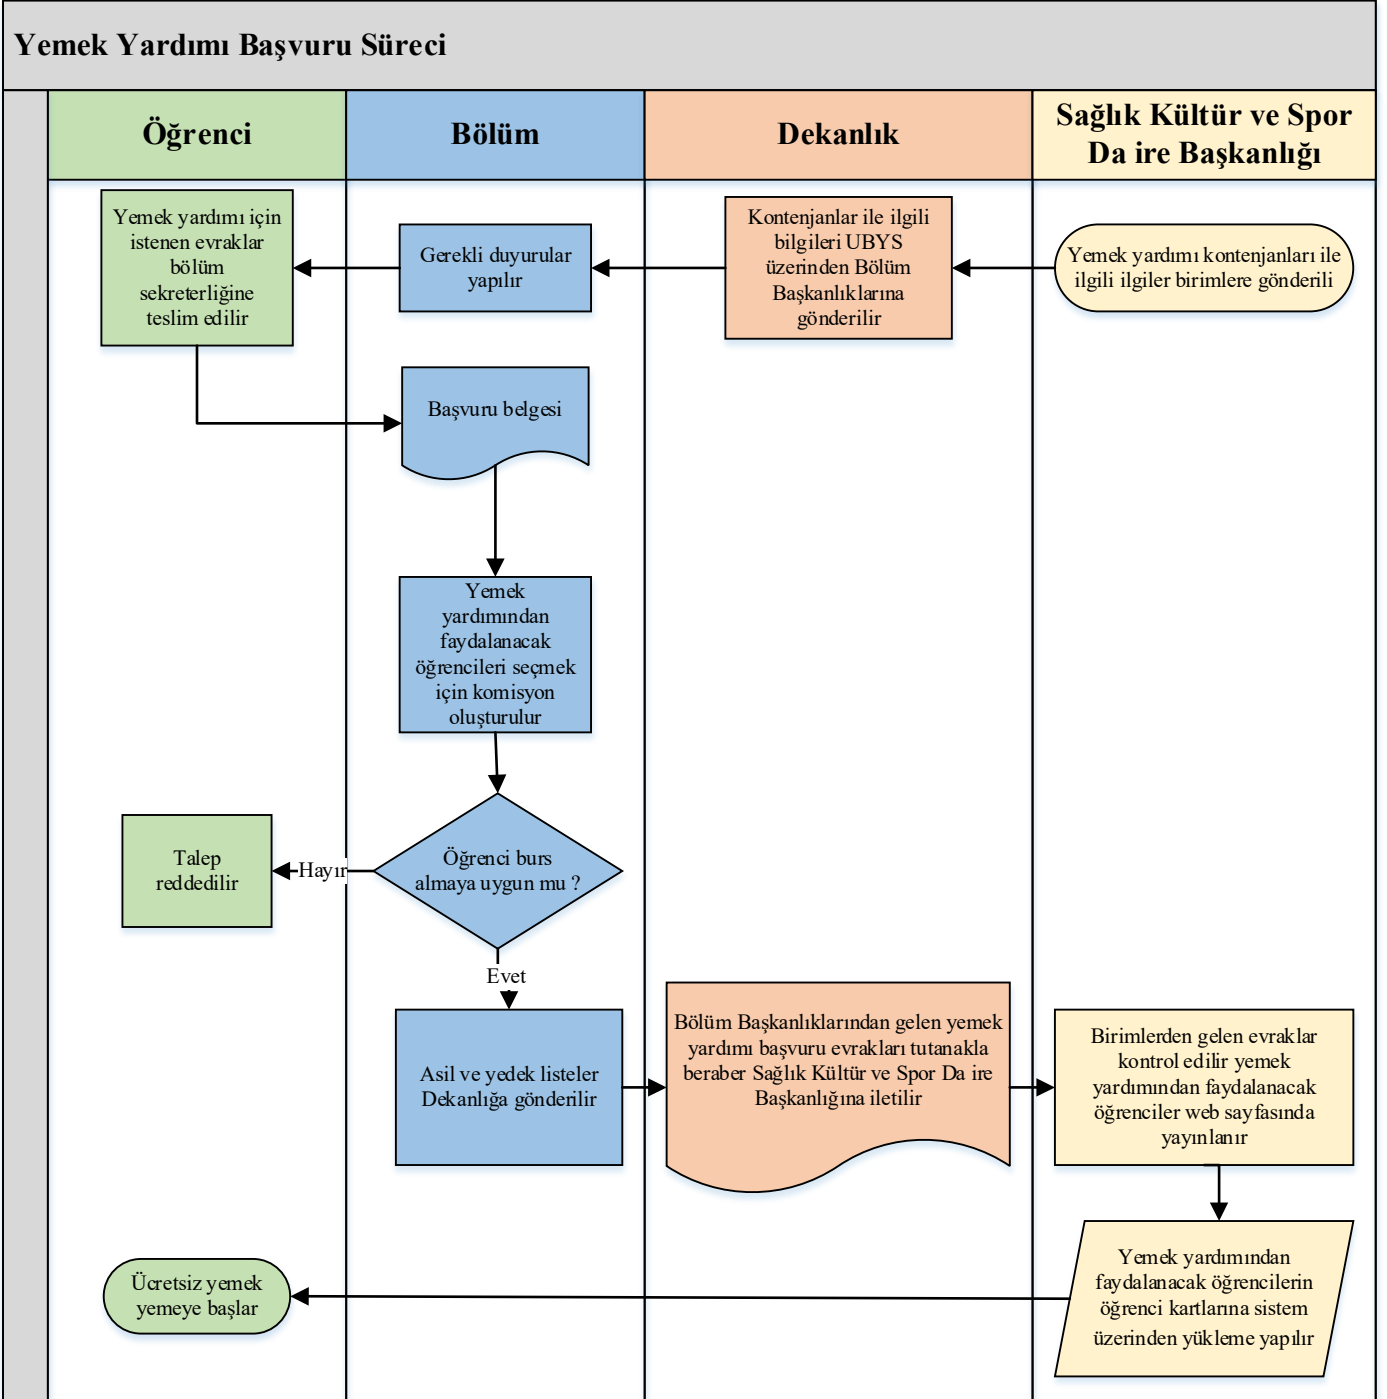 Yemek Yardımı Başvuru Süreci
Öğrenci
Bölüm
Dekanlık
Sağlık Kültür ve Spor
Da ire Başkanlığı
Yemek yardımı için
istenen evraklar
bölüm
sekreterliğine
teslim edilir
Gerekli duyurular
yapılır
Kontenjanlar ile ilgili
bilgileri UBYS
üzerinden Bölüm
Başkanlıklarına
gönderilir
Yemek yardımı kontenjanları ile
ilgili ilgiler birimlere gönderili
Başvuru belgesi
Yemek
yardımından
faydalanacak
öğrencileri seçmek
için komisyon
oluşturulur
Talep
reddedilir
Hayır
Öğrenci burs
almaya uygun mu ?
Evet
Asil ve yedek listeler
Dekanlığa gönderilir
Bölüm Başkanlıklarından gelen yemek
yardımı başvuru evrakları tutanakla
beraber Sağlık Kültür ve Spor Da ire
Başkanlığına iletilir
Birimlerden gelen evraklar
kontrol edilir yemek
yardımından faydalanacak
öğrenciler web sayfasında
yayınlanır
Ücretsiz yemek
yemeye başlar
Yemek yardımından
faydalanacak öğrencilerin
öğrenci kartlarına sistem
üzerinden yükleme yapılır